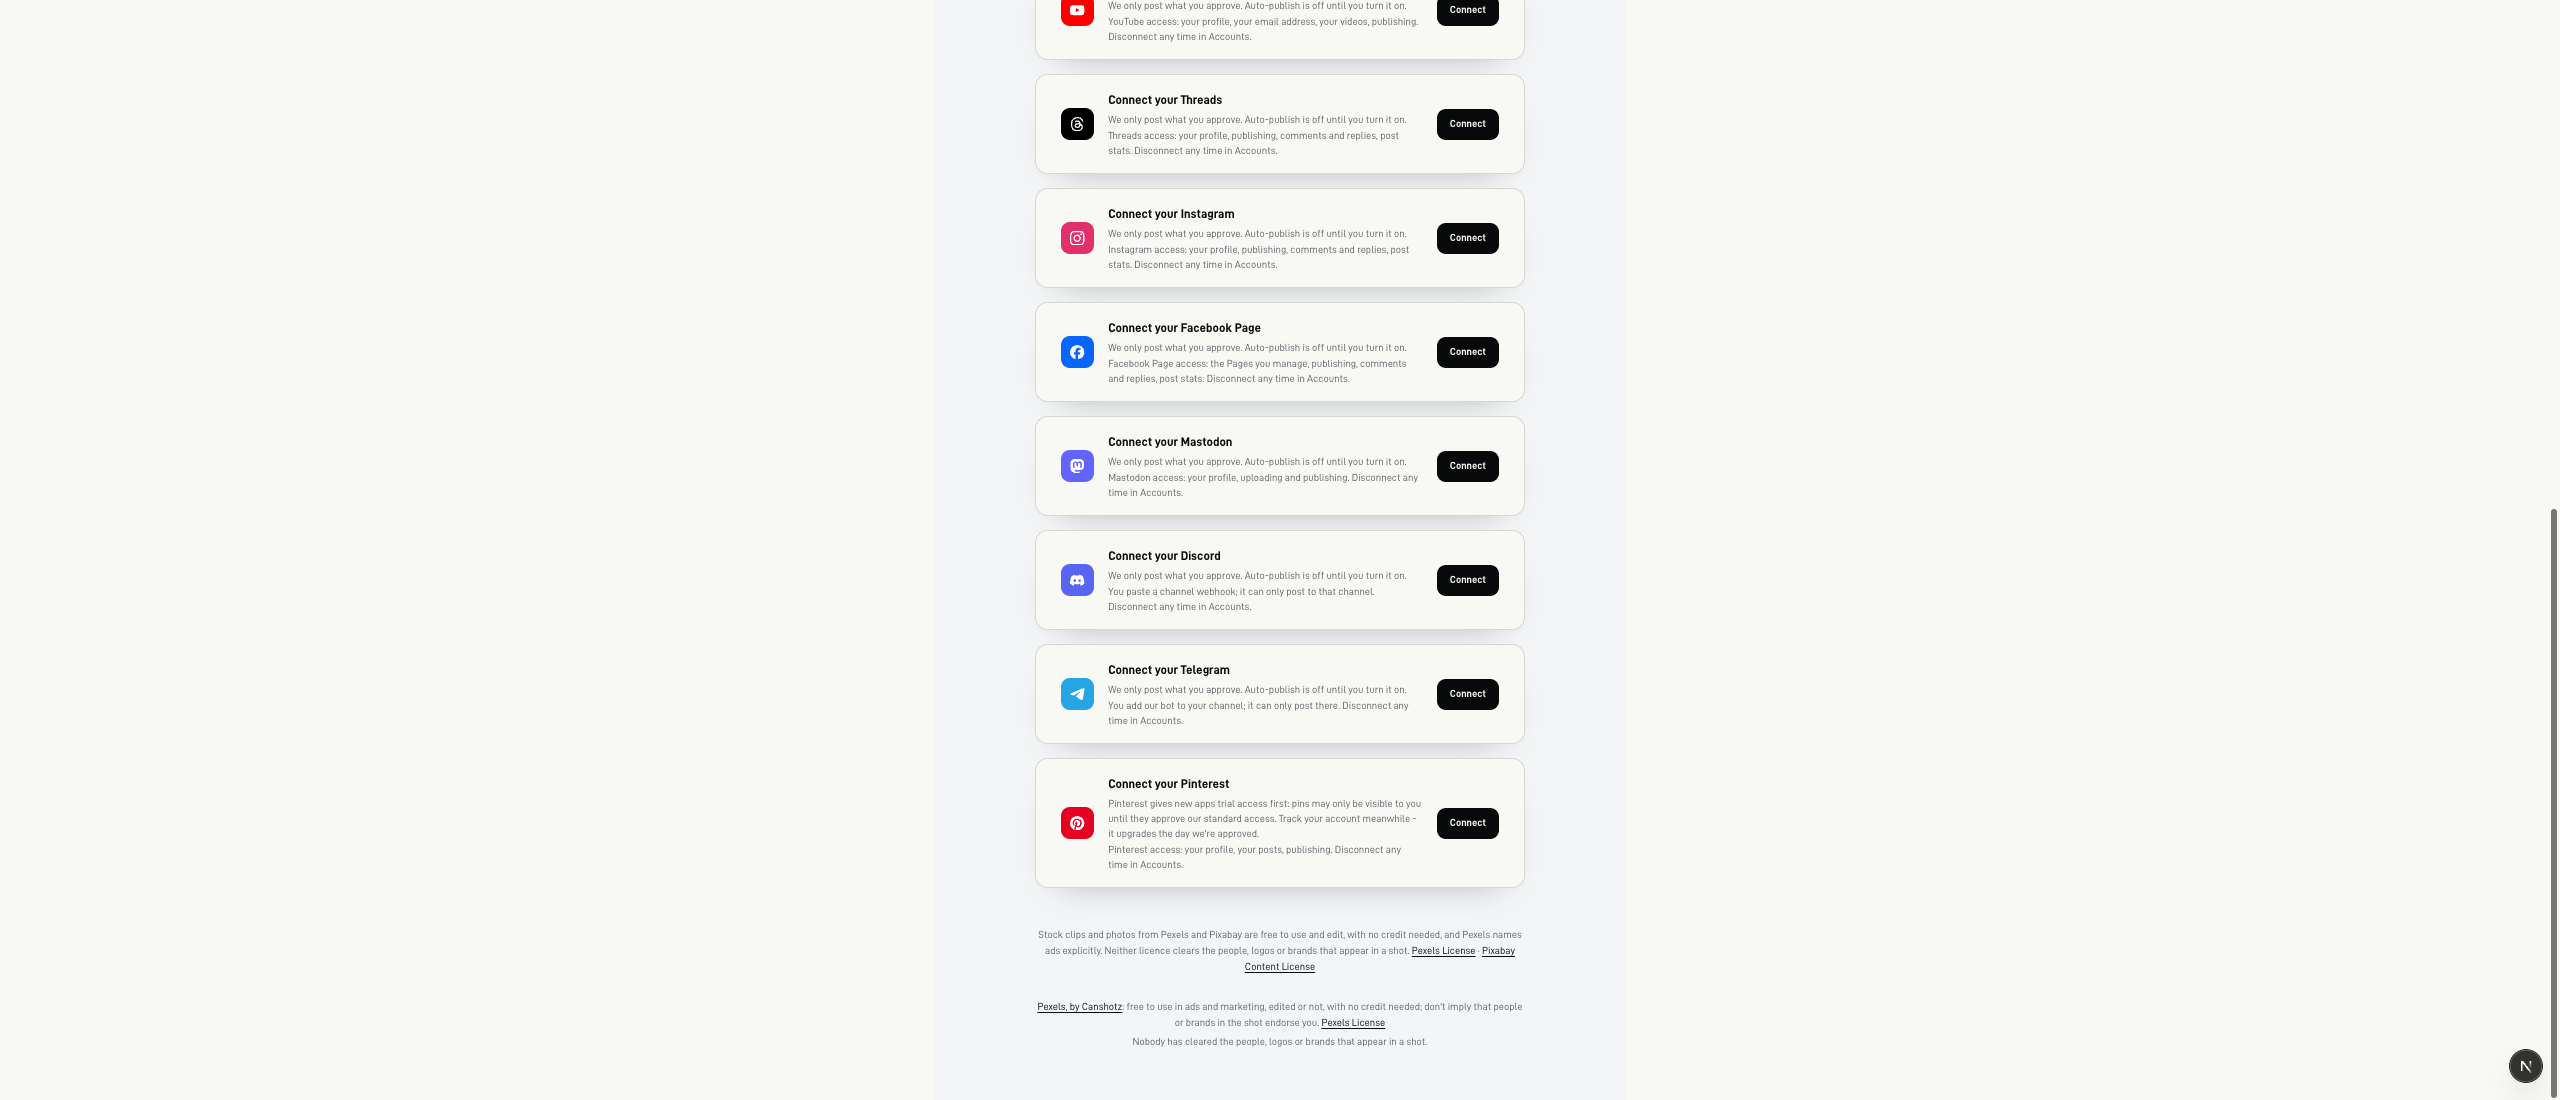 We only post what you approve. Auto-publish is off until you turn it on.
YouTube access: your profile, your email address, your videos, publishing.
Disconnect any time in Accounts.
Connect
Connect your Threads
We only post what you approve. Auto-publish is off until you turn it on.
Threads access: your profile, publishing, comments and replies, post
stats. Disconnect any time in Accounts.
Connect
Connect your Instagram
We only post what you approve. Auto-publish is off until you turn it on.
Instagram access: your profile, publishing, comments and replies, post
stats. Disconnect any time in Accounts.
Connect
Connect your Facebook Page
We only post what you approve. Auto-publish is off until you turn it on.
Facebook Page access: the Pages you manage, publishing, comments
and replies, post stats. Disconnect any time in Accounts.
Connect
Connect your Mastodon
We only post what you approve. Auto-publish is off until you turn it on.
Mastodon access: your profile, uploading and publishing. Disconnect any
time in Accounts.
Connect
Connect your Discord
We only post what you approve. Auto-publish is off until you turn it on.
You paste a channel webhook; it can only post to that channel.
Disconnect any time in Accounts.
Connect
Connect your Telegram
We only post what you approve. Auto-publish is off until you turn it on.
You add our bot to your channel; it can only post there. Disconnect any
time in Accounts.
Connect
Connect your Pinterest
Pinterest gives new apps trial access first: pins may only be visible to you
until they approve our standard access. Track your account meanwhile -
it upgrades the day we're approved.
Pinterest access: your profile, your posts, publishing. Disconnect any
time in Accounts.
Connect
Stock clips and photos from Pexels and Pixabay are free to use and edit, with no credit needed, and Pexels names
ads explicitly. Neither licence clears the people, logos or brands that appear in a shot. Pexels License · Pixabay
Content License
Pexels, by Canshotz: free to use in ads and marketing, edited or not, with no credit needed; don't imply that people
or brands in the shot endorse you. Pexels License
Nobody has cleared the people, logos or brands that appear in a shot.
N